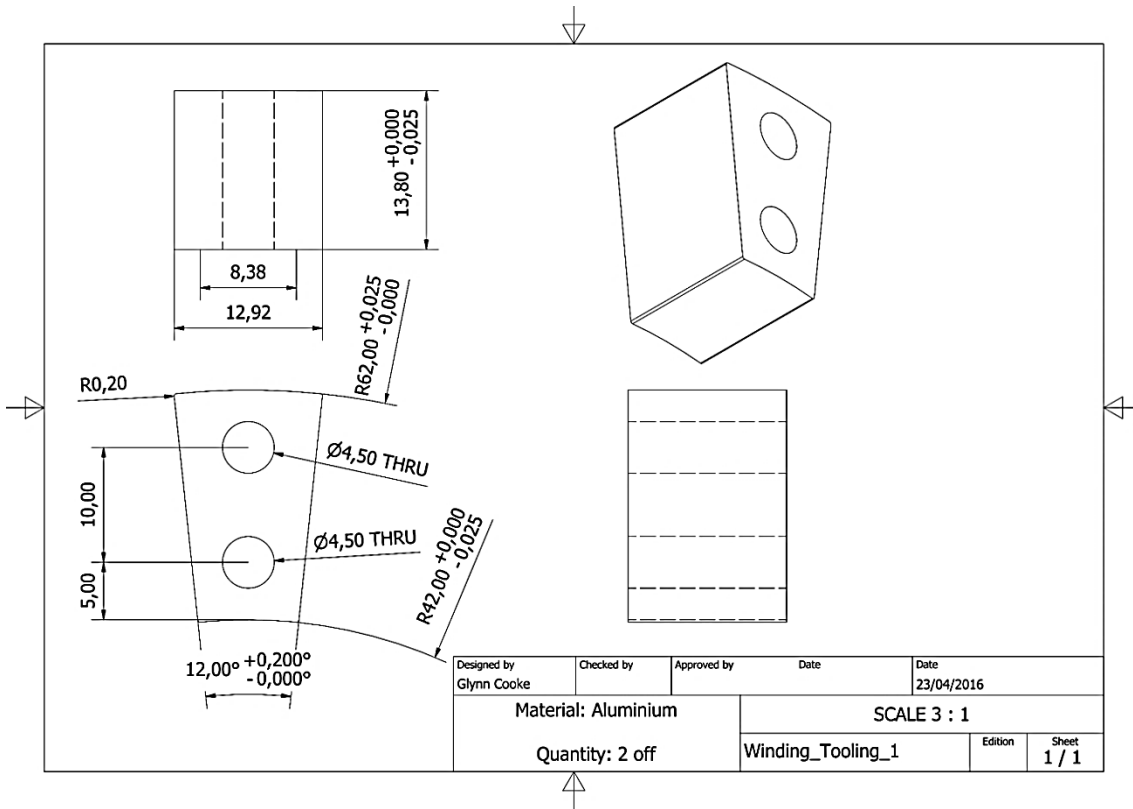 13,80 +0,000
-0,025
8,38
12,92
R62,00 +0,025
-0,000
R0,20
Ø4,50 THRU
10,00
Ø4,50 THRU
5,00
R42,00 +0,000
-0,025
12,00° +0,200°
-0,000°
Designed by
Glynn Cooke
Checked by
Approved by
Date
Date
23/04/2016
Material: Aluminium
Quantity: 2 off
SCALE 3 : 1
Winding_Tooling_1
Edition
Sheet
1 / 1